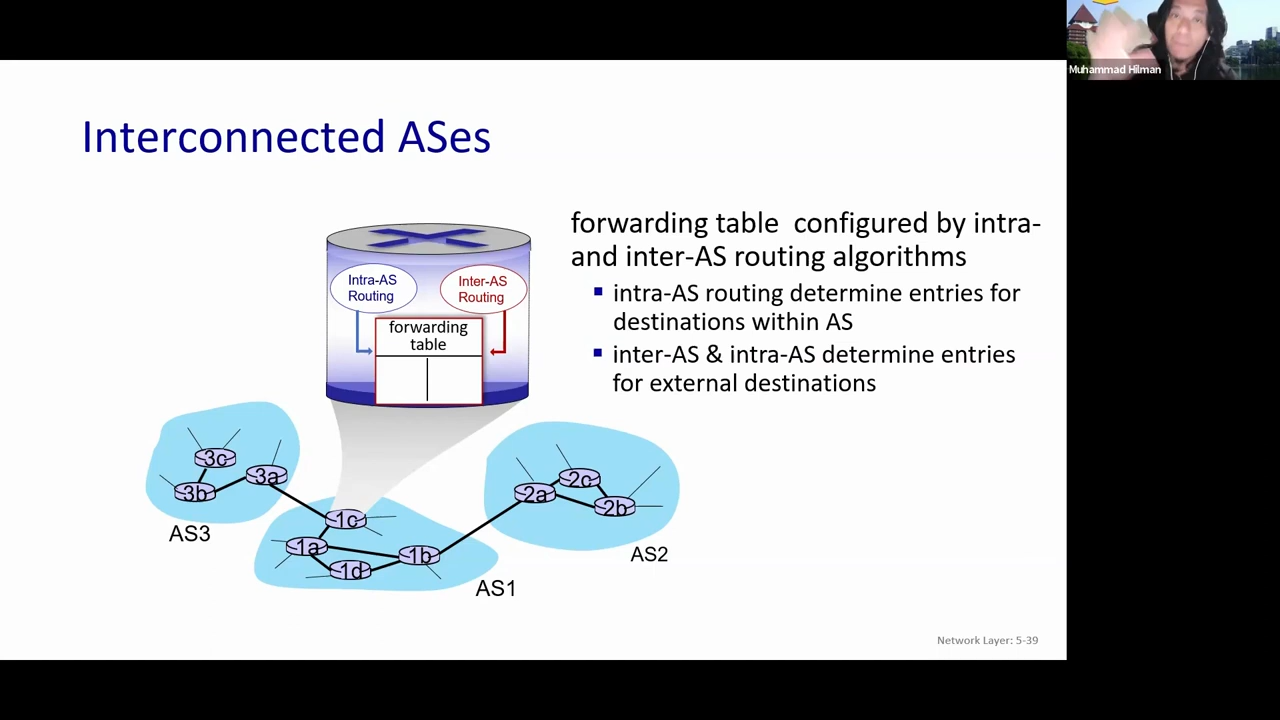 Muhammad Hilman
Interconnected ASes
forwarding table configured by intra-
and inter-AS routing algorithms
intra-AS routing determine entries for
destinations within AS
inter-AS & intra-AS determine entries
for external destinations
Intra-AS
Routing
Inter-AS
Routing
forwarding
table
3c
3a
3b
AS3
1c
1a
1b
1d
AS1
2c
2a
2b
AS2
Network Layer: 5-39